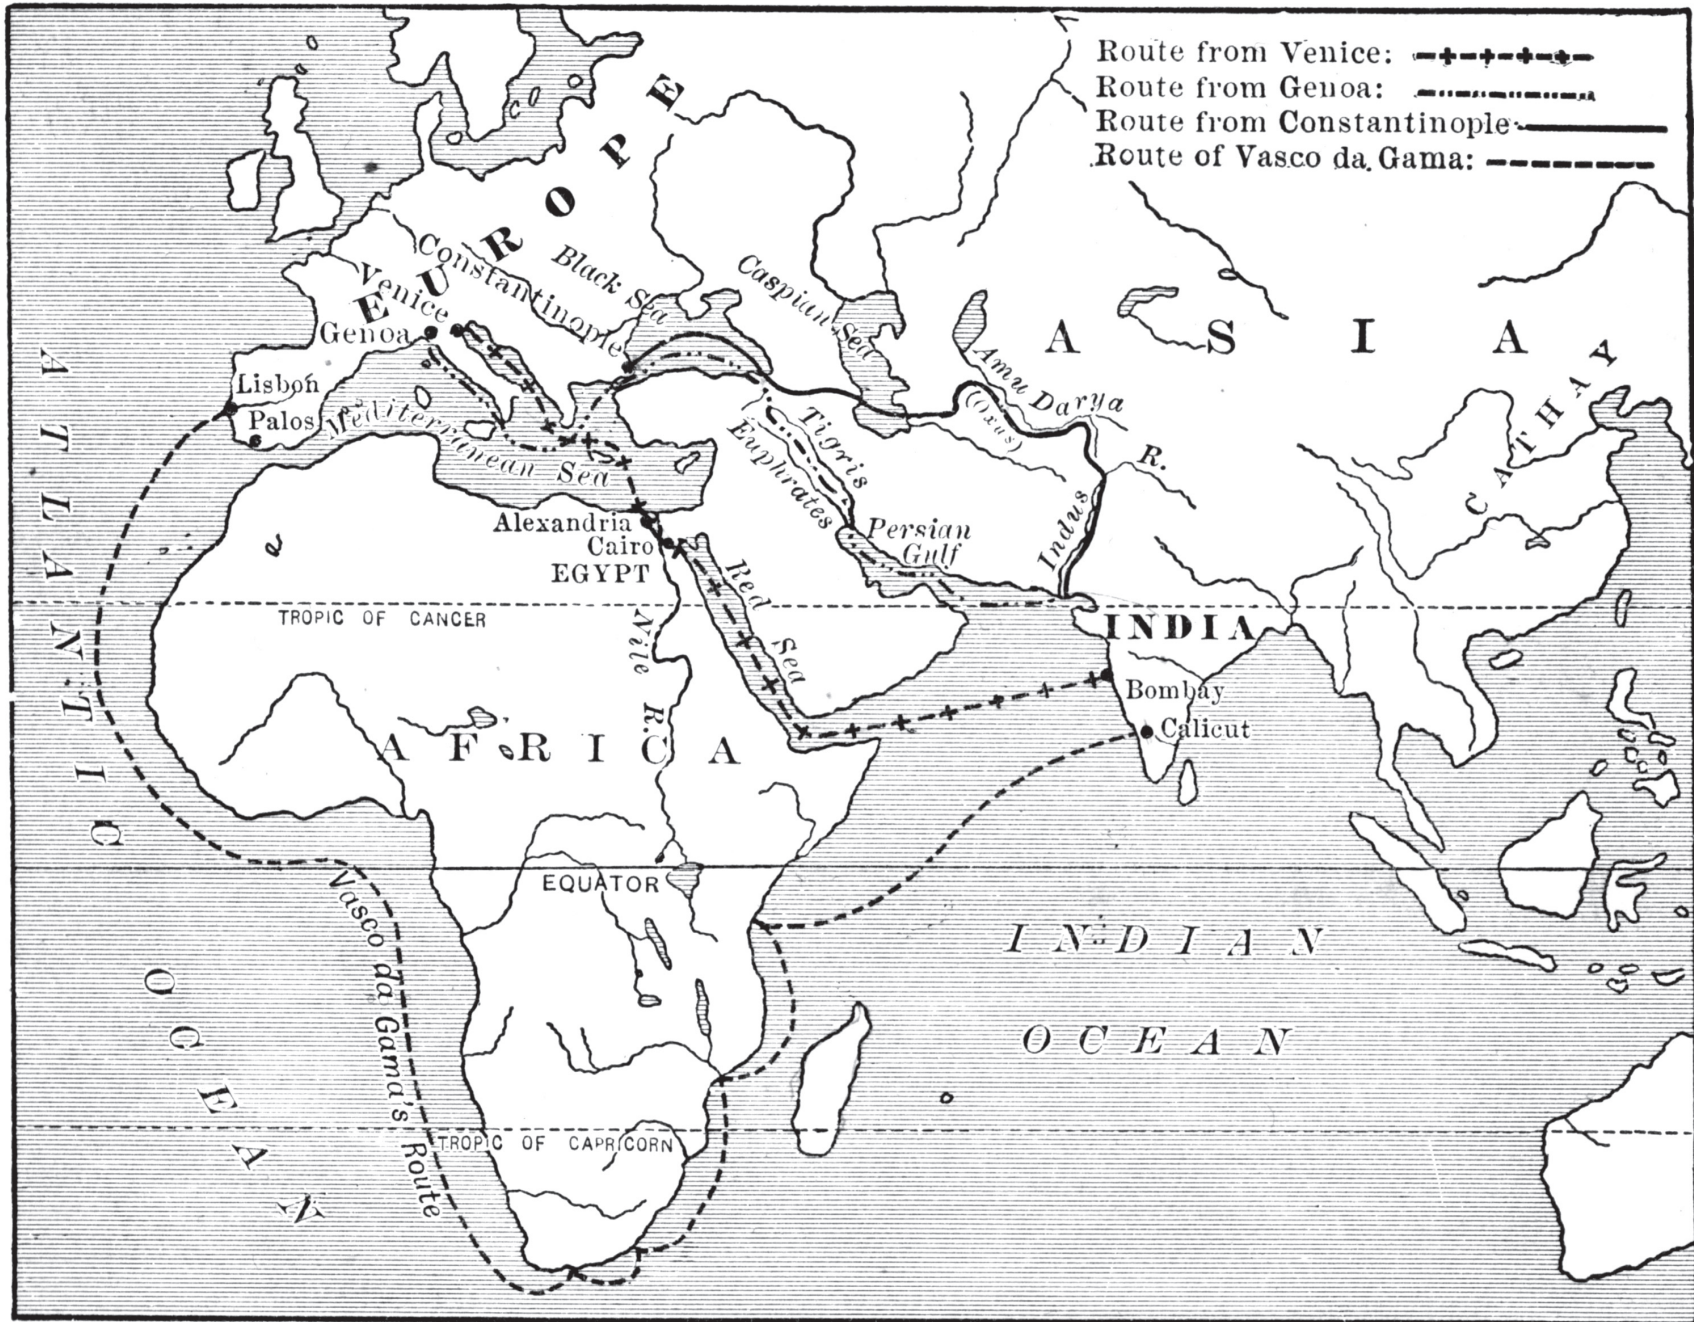 Route from Venice:
Route from Genoa:
Route from Constantinople
Route of Vasco da Gama:
EUROPE
ASIA
CATHAY
Black Sea
Caspian Sea
Constantinople
Venice
Genoa
Lisbon
Palos
Mediterranean Sea
Amu Darya
(Oxus)
R.
Tigris
Euphrates
Indus
Persian
Gulf
Alexandria
Cairo
EGYPT
Red Sea
Nile R.
TROPIC OF CANCER
INDIA
Bombay
Calicut
AFRICA
ATLANTIC
OCEAN
EQUATOR
Vasco da Gama's Route
INDIAN
OCEAN
TROPIC OF CAPRICORN